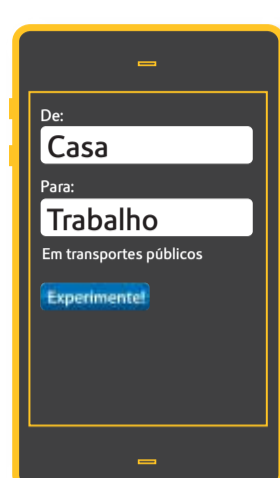 De:
Casa
Para:
Trabalho
Em transportes públicos
Experimente!